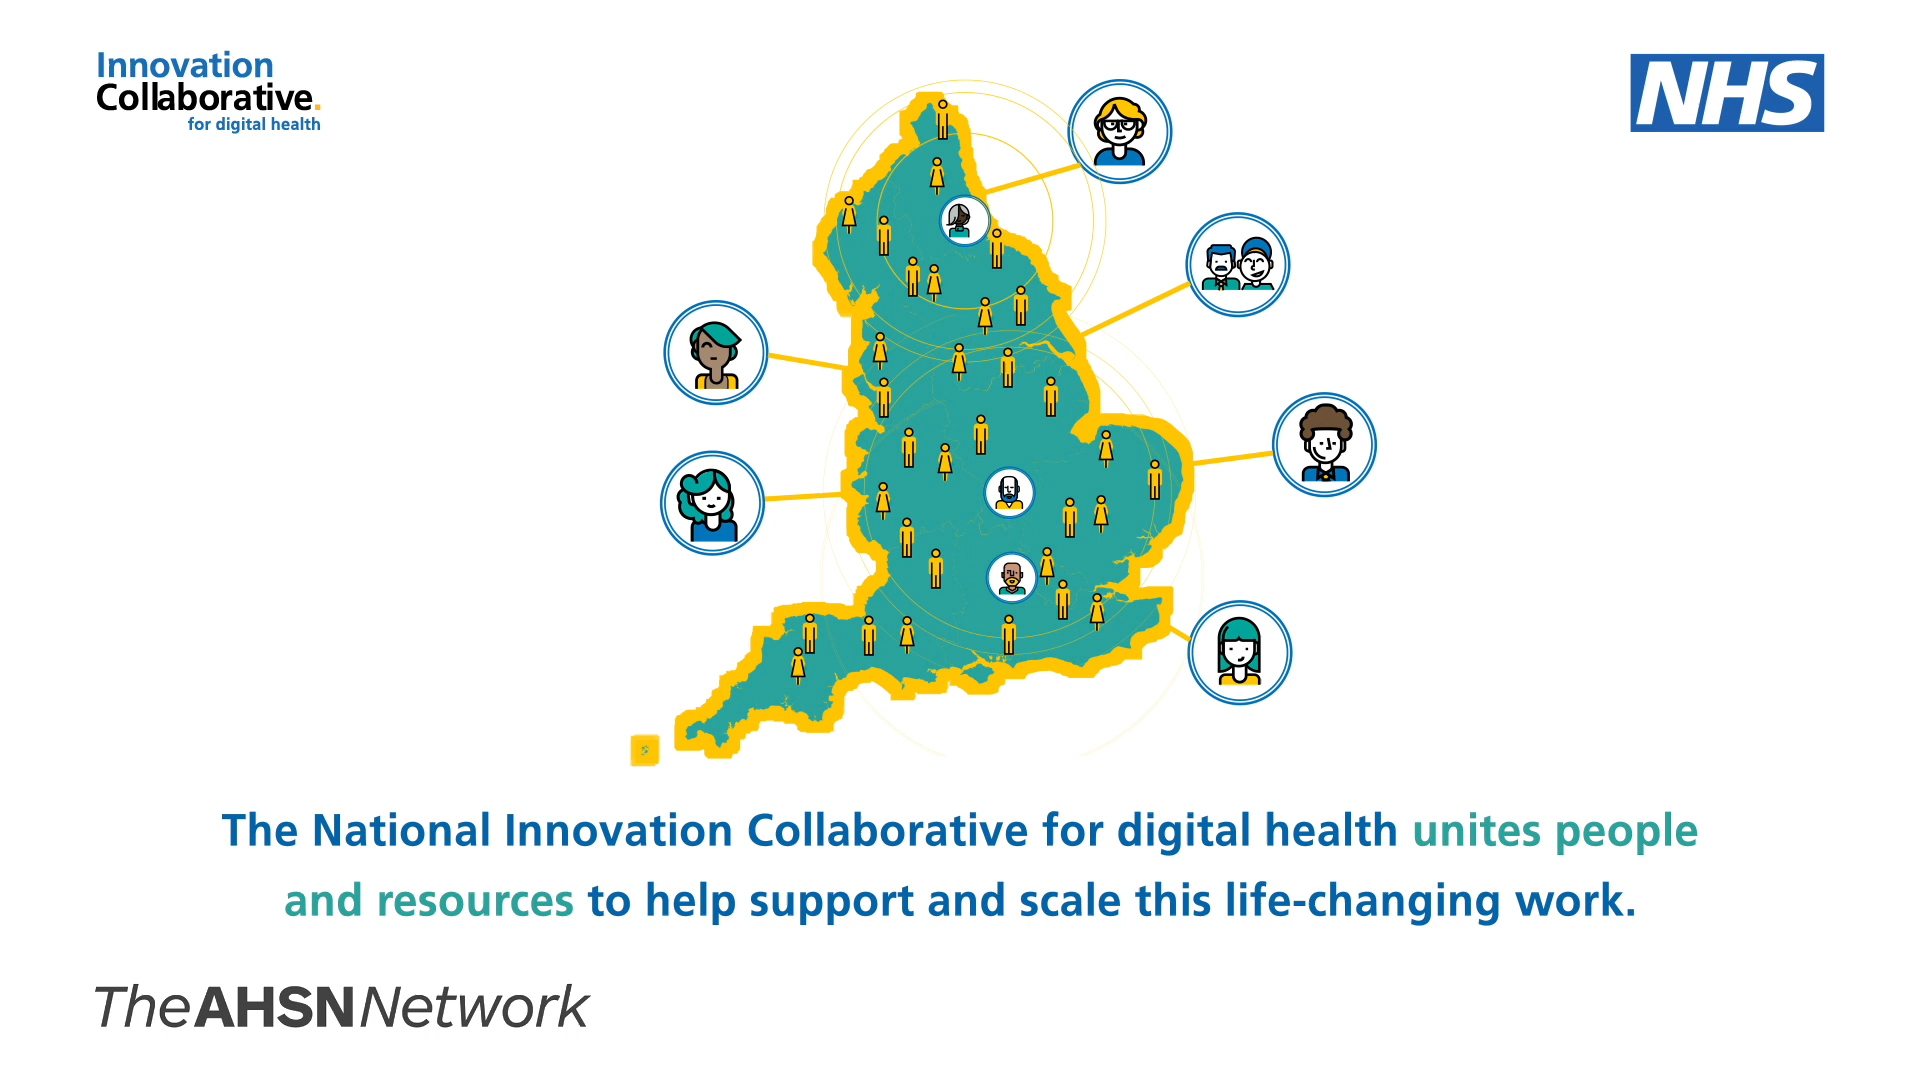 Innovation
Collaborative.
for digital health
NHS
The National Innovation Collaborative for digital health unites people
and resources to help support and scale this life-changing work.
TheAHSNNetwork